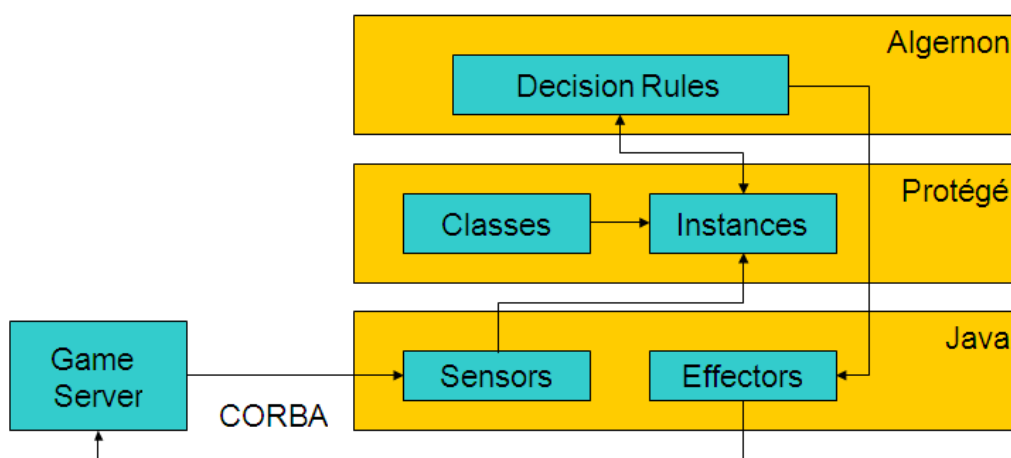 Algernon
Decision Rules
Protégé
Classes
Instances
Java
Game
Server
Sensors
Effectors
CORBA